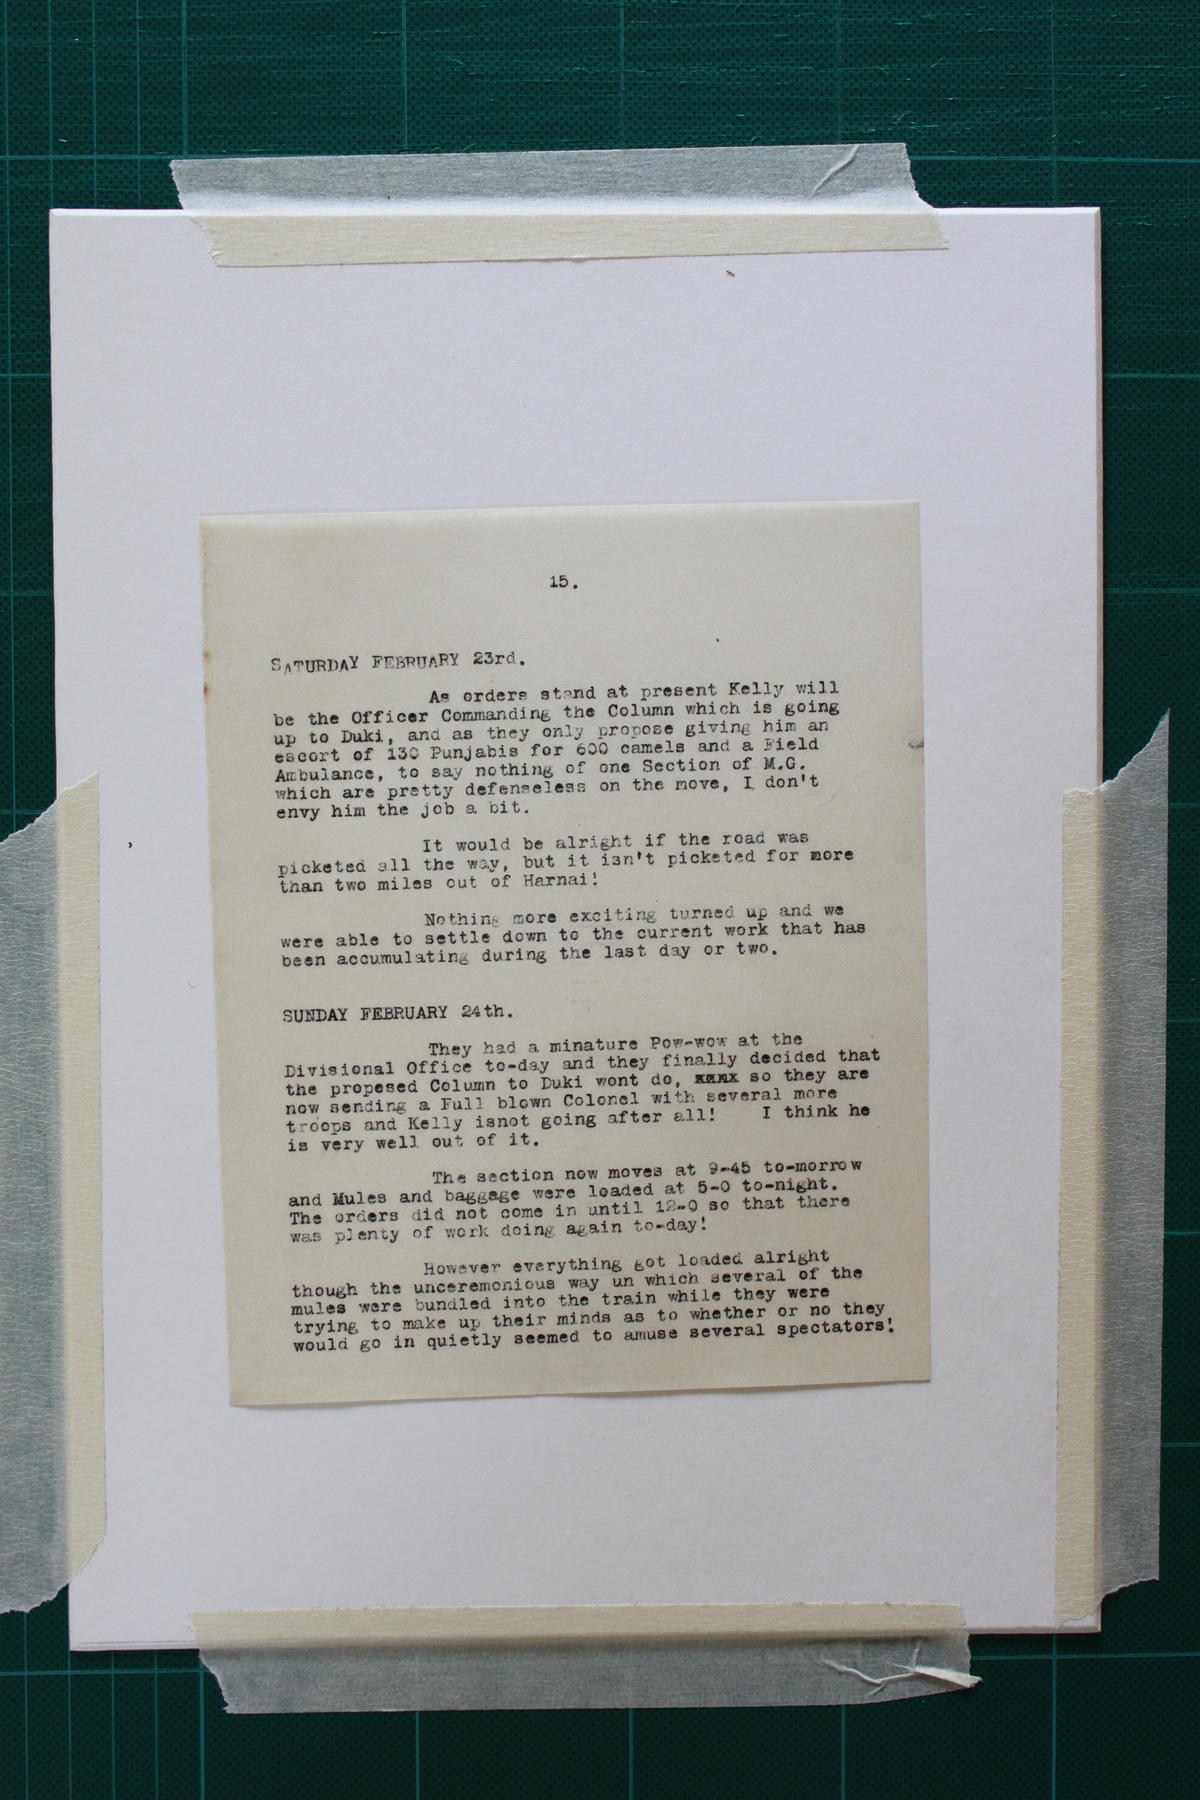 15.
SATURDAY FEBRUARY 23rd.
As orders stand at present Kelly will
be the Officer Commanding the Column which is going
up to Duki, and as they only propose giving him an
escort of 130 Punjabis for 600 camels and a Field
Ambulance, to say nothing of one Section of M.G.
which are pretty defenseless on the move, I don't
envy him the job a bit.
It would be alright if the road was
picketed all the way, but it isn't picketed for more
than two miles out of Harnai!
Nothing more exciting turned up and we
were able to settle down to the current work that has
been accumulating during the last day or two.
SUNDAY FEBRUARY 24th.
They had a minature Pow-wow at the
Divisional Office to-day and they finally decided that
the proposed Column to Duki wont do, so they are
now sending a Full blown Colonel with several more
troops and Kelly isnot going after all! I think he
is very well out of it.
The section now moves at 9-45 to-morrow
and Mules and baggage were loaded at 5-0 to-night.
The orders did not come in until 12-0 so that there
was plenty of work doing again to-day!
However everything got loaded alright
though the unceremonious way un which several of the
mules were bundled into the train while they were
trying to make up their minds as to whether or no they
would go in quietly seemed to amuse several spectators!